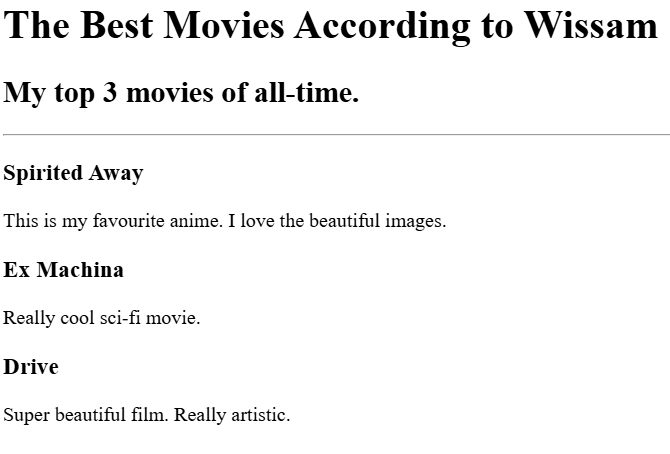 The Best Movies According to Wissam
My top 3 movies of all-time.
Spirited Away
This is my favourite anime. I love the beautiful images.
Ex Machina
Really cool sci-fi movie.
Drive
Super beautiful film. Really artistic.